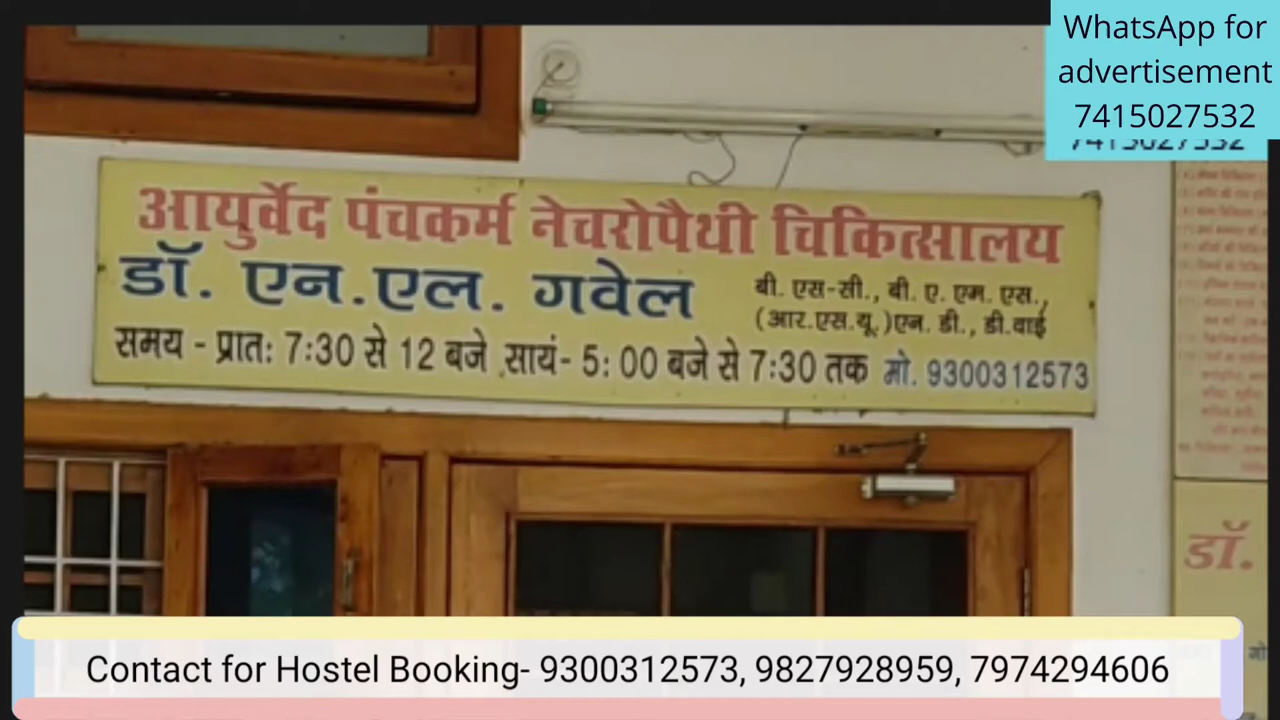 WhatsApp for
advertisement
7415027532
7415027532
आयुर्वेद पंचकर्म नेचरोपैथी चिकित्सालय
डॉ. एन.एल. गवेल
बी. एस-सी., बी. ए. एम. एस.,
(आर.एस.यू.)एन. डी., डी.वाई
समय - प्रातः 7:30 से 12 बजे सायं- 5: 00 बजे से 7:30 तक मो. 9300312573
डॉ.
Contact for Hostel Booking- 9300312573, 9827928959, 7974294606